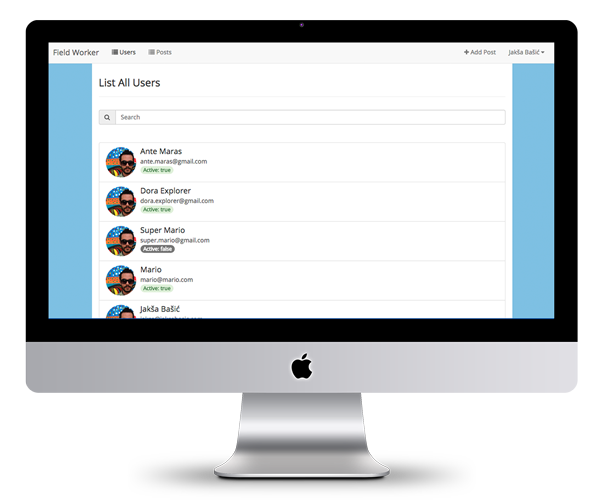 Field Worker Users Posts + Add Post Jakša Bašić
List All Users
Search
Ante Maras
ante.maras@gmail.com
Active: true
Dora Explorer
dora.explorer@gmail.com
Active: true
Super Mario
super.mario@gmail.com
Active: false
Mario
mario@mario.com
Active: true
Jakša Bašić